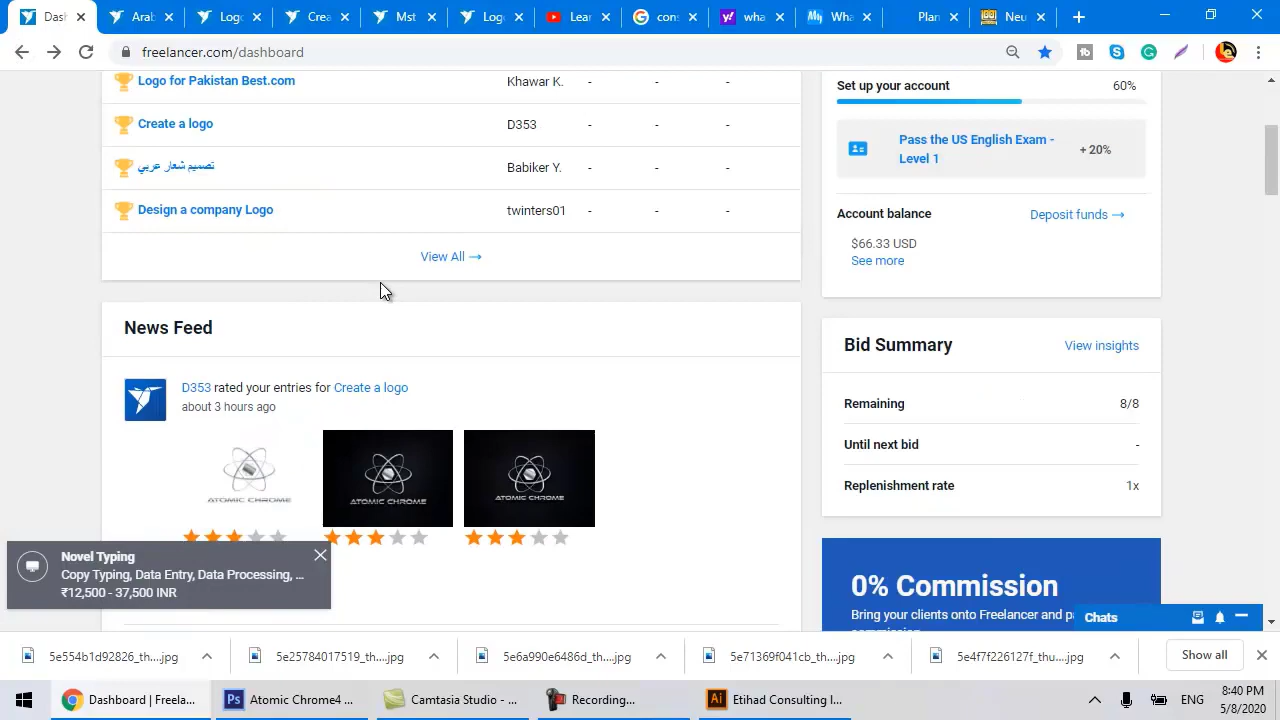 Dash
Arab
Logo
Crea
Mst
Logo
Lear
cons
wha
Wha
Plan
Neu
freelancer.com/dashboard
Logo for Pakistan Best.com Khawar K. - - -
Create a logo D353 - - -
تصميم شعار عربي Babiker Y. - - -
Design a company Logo twinters01 - - -
View All →
Set up your account 60%
Pass the US English Exam -
Level 1
+ 20%
Account balance Deposit funds →
$66.33 USD
See more
News Feed
D353 rated your entries for Create a logo
about 3 hours ago
ATOMIC CHROME
ATOMIC CHROME
ATOMIC CHROME
Bid Summary View insights
Remaining 8/8
Until next bid -
Replenishment rate 1x
Novel Typing
Copy Typing, Data Entry, Data Processing, ...
₹12,500 - 37,500 INR
0% Commission
Bring your clients onto Freelancer and p
Chats
5e554b1d92826_th....jpg
5e25784017519_th....jpg
5e6a990e6486d_th....jpg
5e71369f041cb_th....jpg
5e4f7f226127f_thu....jpg
Show all
Dashboard | Freela...
Atomic Chrome4 ...
Camtasia Studio - ...
Recording...
Etihad Consulting I...
ENG
8:40 PM
5/8/2020